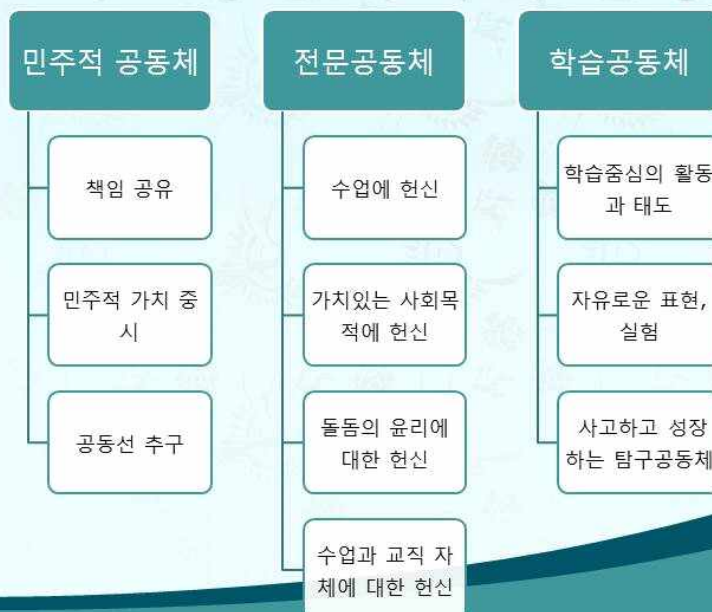 민주적 공동체
책임 공유
민주적 가치 중
시
공동선 추구
전문공동체
수업에 헌신
가치있는 사회목
적에 헌신
돌돔의 윤리에
대한 헌신
수업과 교직 자
체에 대한 헌신
학습공동체
학습중심의 활동
과 태도
자유로운 표현,
실험
사고하고 성장
하는 탐구공동체